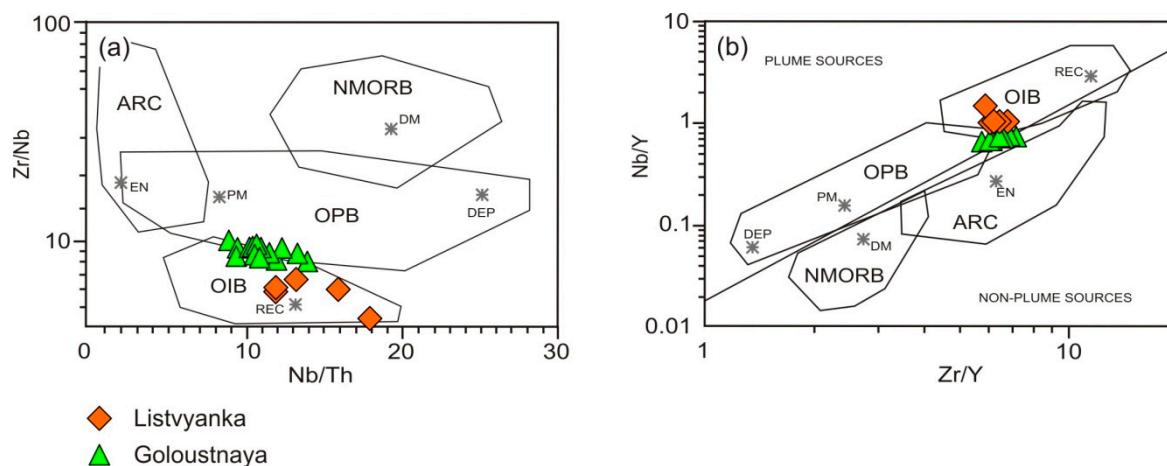 (a)
100
10
Zr/Nb
ARC
NMORB
DM
EN
PM
OPB
DEP
OIB
REC
0
10
20
30
Nb/Th
(b)
PLUME SOURCES
10
1
0.1
0.01
Nb/Y
REC
OIB
OPB
PM
EN
ARC
DEP
DM
NMORB
NON-PLUME SOURCES
1
10
Zr/Y
Listvyanka
Goloustnaya